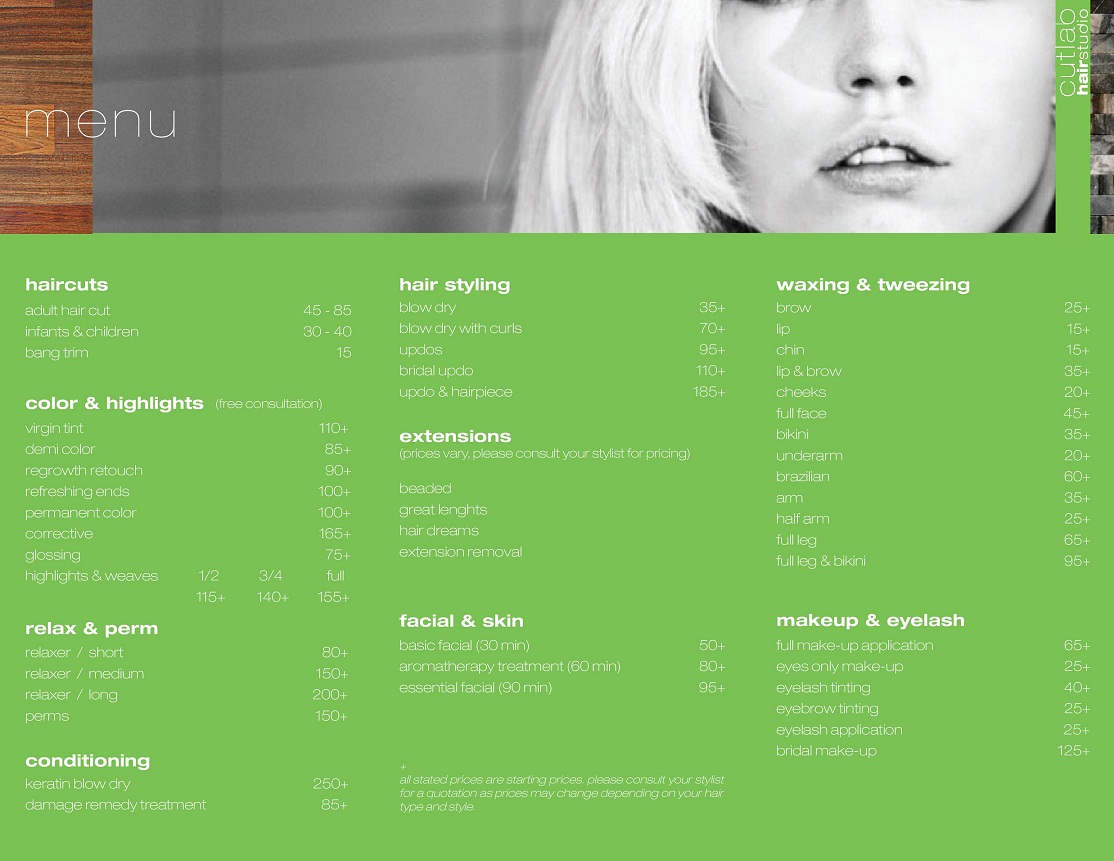 menu
cutlab
hairstudio
haircuts
adult hair cut 45 - 85
infants & children 30 - 40
bang trim 15
color & highlights (free consultation)
virgin tint 110+
demi color 85+
regrowth retouch 90+
refreshing ends 100+
permanent color 100+
corrective 165+
glossing 75+
highlights & weaves 1/2 3/4 full
115+ 140+ 155+
relax & perm
relaxer / short 80+
relaxer / medium 150+
relaxer / long 200+
perms 150+
conditioning
keratin blow dry 250+
damage remedy treatment 85+
hair styling
blow dry 35+
blow dry with curls 70+
updos 95+
bridal updo 110+
updo & hairpiece 185+
extensions
(prices vary, please consult your stylist for pricing)
beaded
great lenghts
hair dreams
extension removal
facial & skin
basic facial (30 min) 50+
aromatherapy treatment (60 min) 80+
essential facial (90 min) 95+
+
all stated prices are starting prices. please consult your stylist
for a quotation as prices may change depending on your hair
type and style.
waxing & tweezing
brow 25+
lip 15+
chin 15+
lip & brow 35+
cheeks 20+
full face 45+
bikini 35+
underarm 20+
brazilian 60+
arm 35+
half arm 25+
full leg 65+
full leg & bikini 95+
makeup & eyelash
full make-up application 65+
eyes only make-up 25+
eyelash tinting 40+
eyebrow tinting 25+
eyelash application 25+
bridal make-up 125+